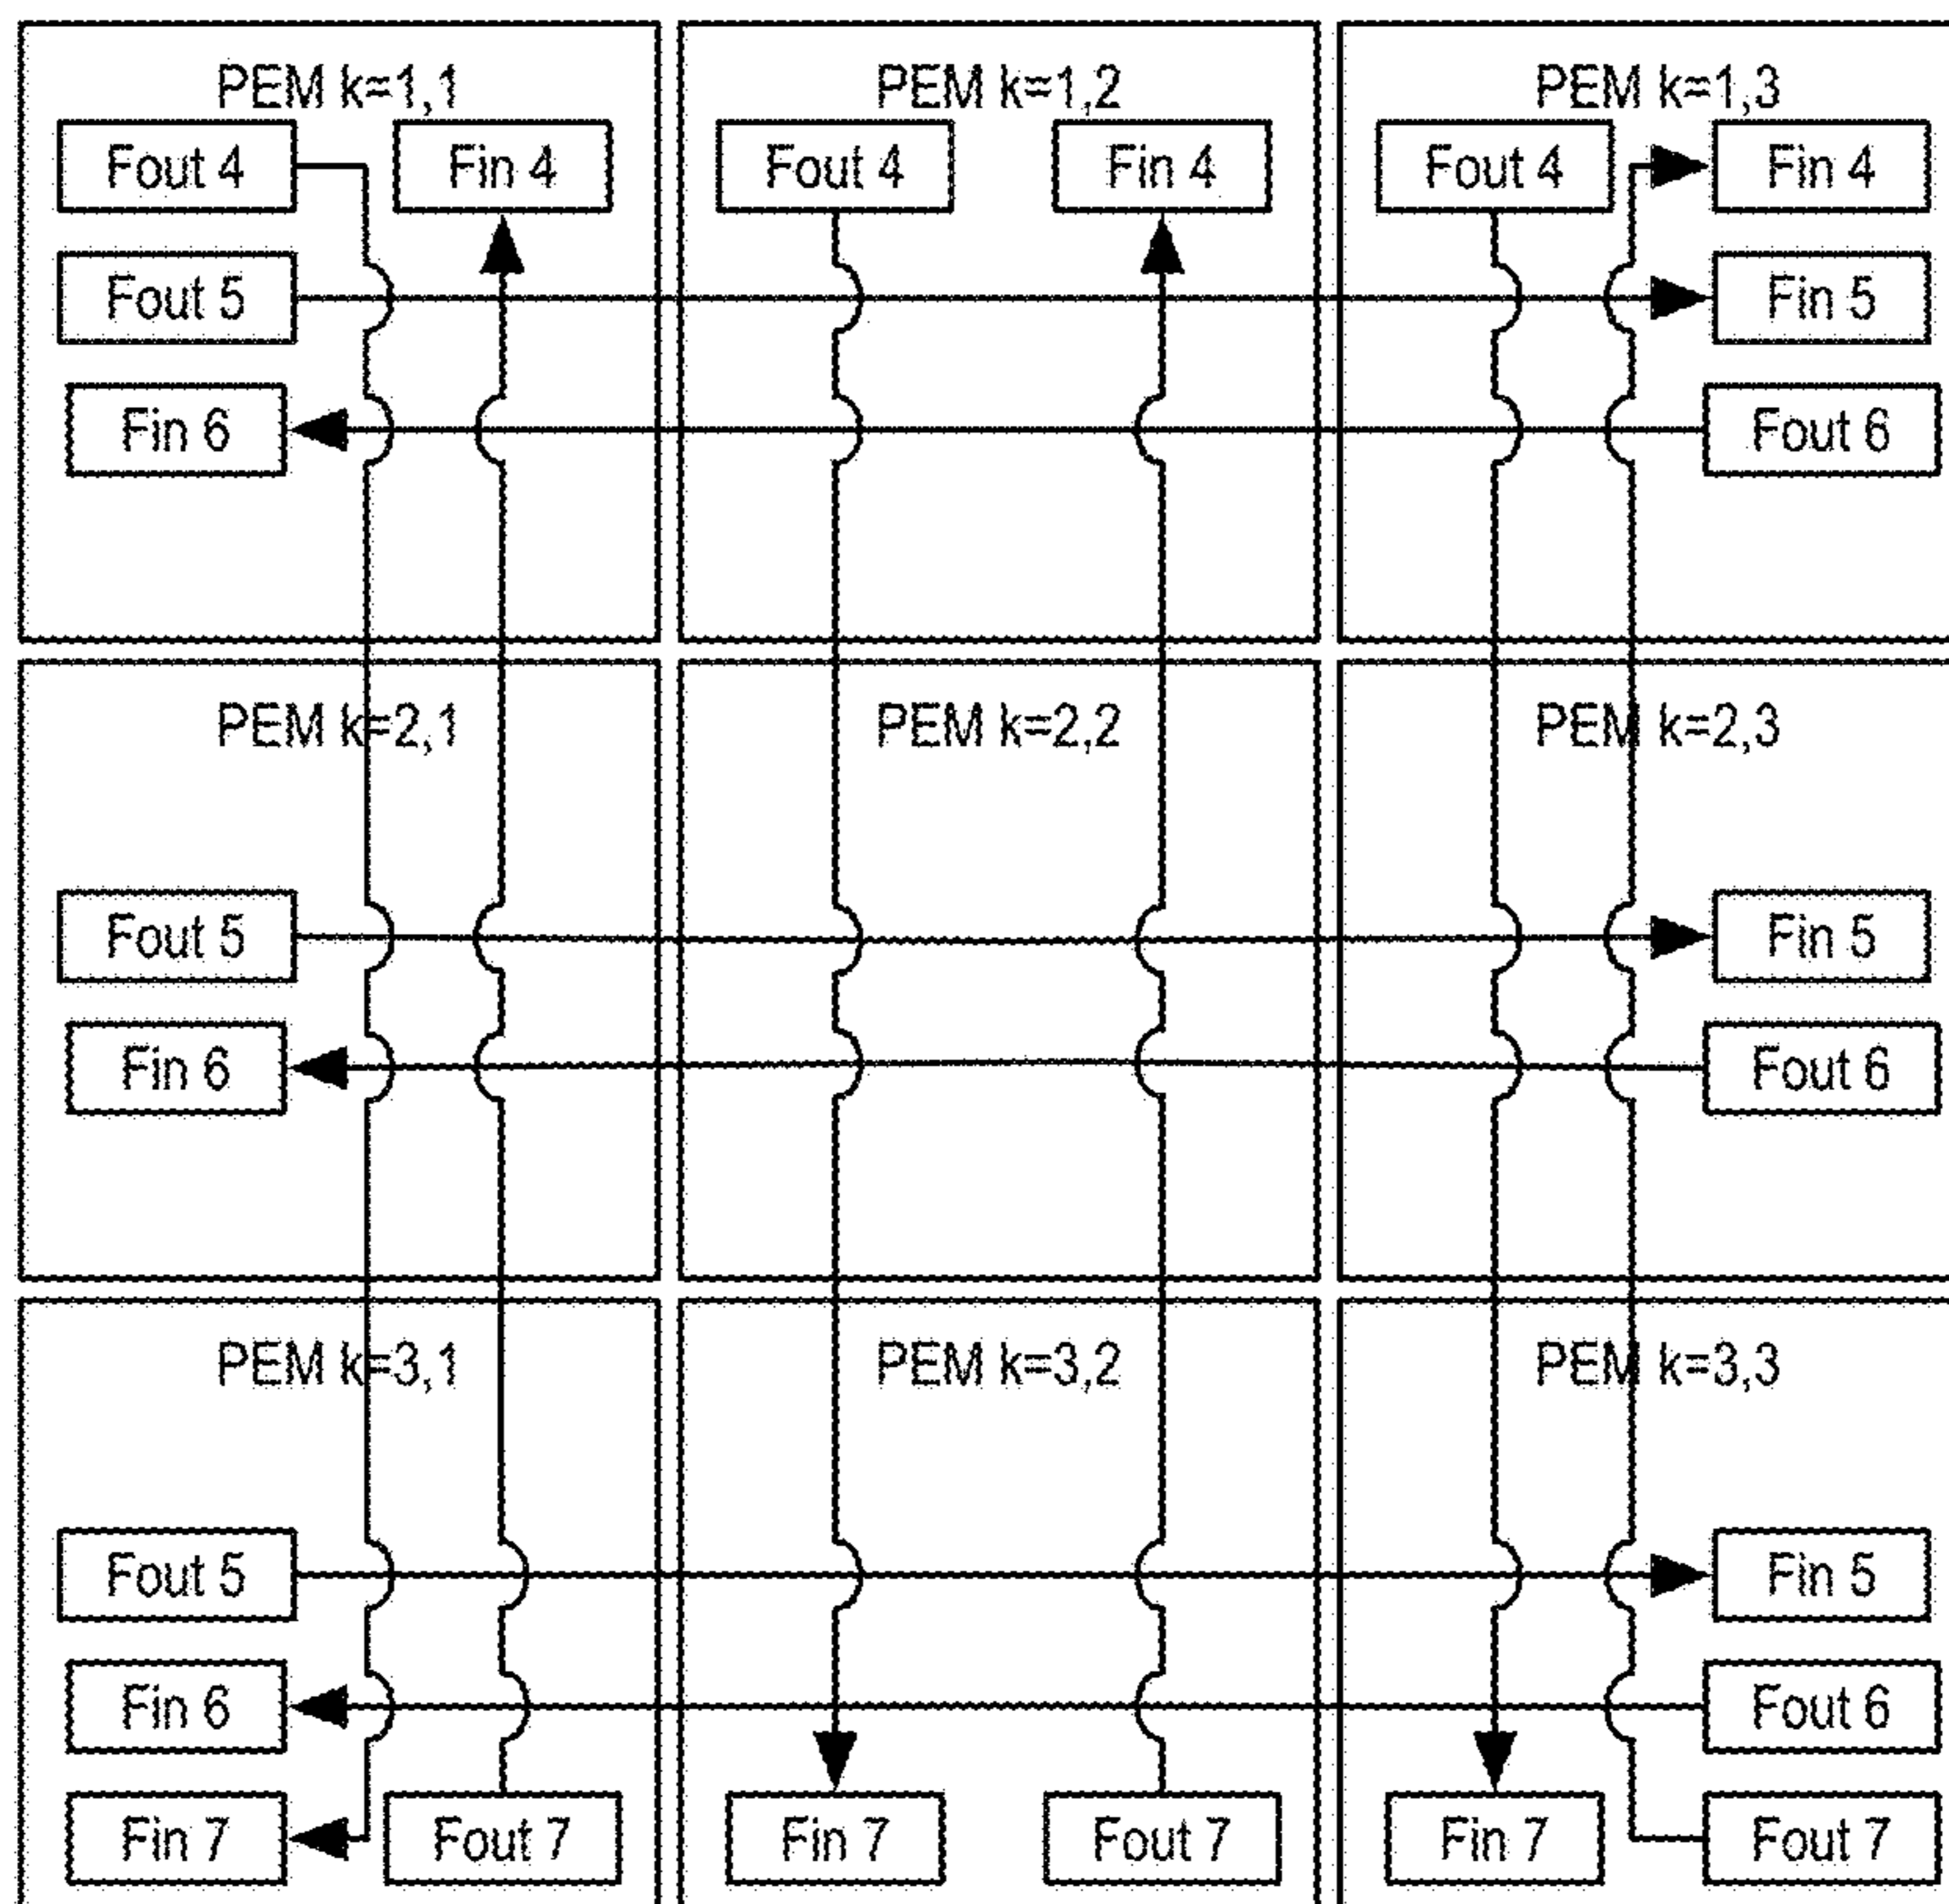 PEM k=1,1
PEM k=1,2
PEM k=1,3
Fout 4
Fin 4
Fout 4
Fin 4
Fout 4
Fin 4
Fout 5
Fin 5
Fin 6
Fout 6
PEM k=2,1
PEM k=2,2
PEM k=2,3
Fout 5
Fin 5
Fin 6
Fout 6
PEM k=3,1
PEM k=3,2
PEM k=3,3
Fout 5
Fin 5
Fin 6
Fout 6
Fin 7
Fout 7
Fin 7
Fout 7
Fin 7
Fout 7